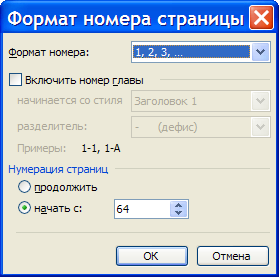 Формат номера страницы
Формат номера: 1, 2, 3, ...
Включить номер главы
начинается со стиля Заголовок 1
разделитель: - (дефис)
Примеры: 1-1, 1-A
Нумерация страниц
продолжить
начать с: 64
OK Отмена